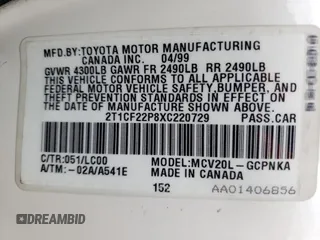 MFD.BY:TOYOTA MOTOR MANUFACTURING
CANADA INC. 04/99
GVWR 4300LB GAWR FR 2490LB RR 2490LB
THIS VEHICLE CONFORMS TO ALL APPLICABLE
FEDERAL MOTOR VEHICLE SAFETY, BUMPER, AND
THEFT PREVENTION STANDARDS IN EFFECT ON
THE DATE OF MANUFACTURE SHOWN ABOVE.
2T1CF22P8XC220729 PASS.CAR
C/TR:051/LC00 MODEL:MCV20L-GCPNKA
A/TM:-02A/A541E MADE IN CANADA
152 AA01406856
DREAMBID